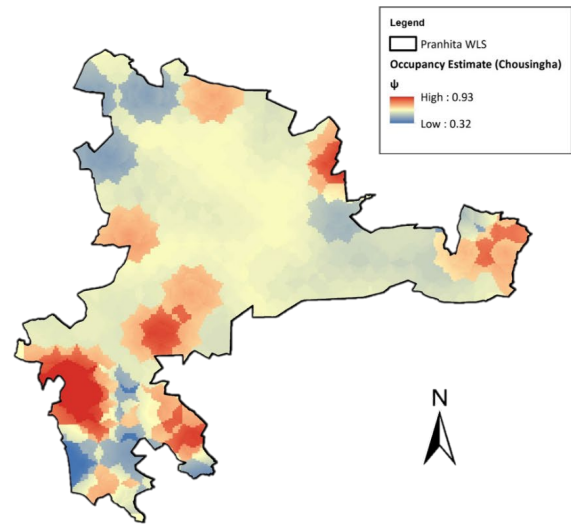 Legend
Pranhita WLS
Occupancy Estimate (Chousingha)
ψ
High : 0.93
Low : 0.32
N